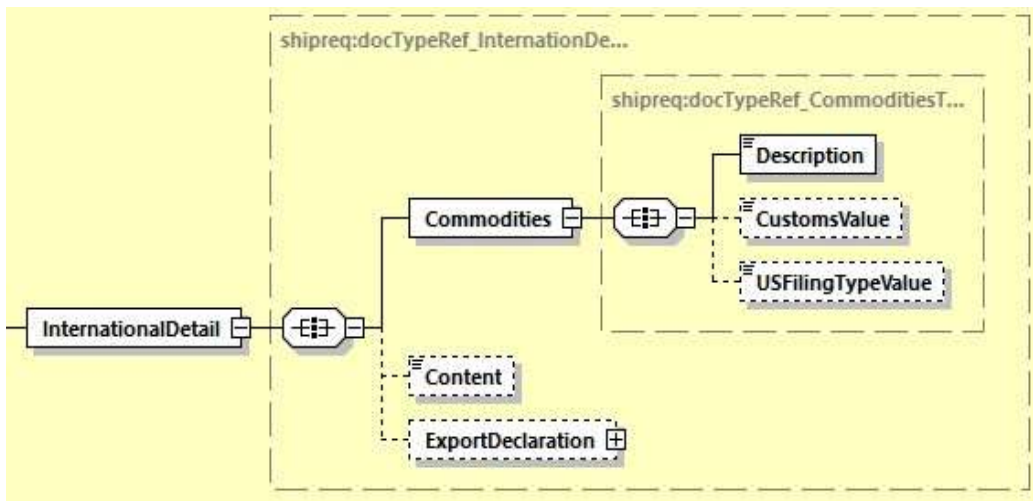 shipreq:docTypeRef_InternationDe...
shipreq:docTypeRef_CommoditiesT...
Description
Commodities
CustomsValue
USFilingTypeValue
InternationalDetail
Content
ExportDeclaration